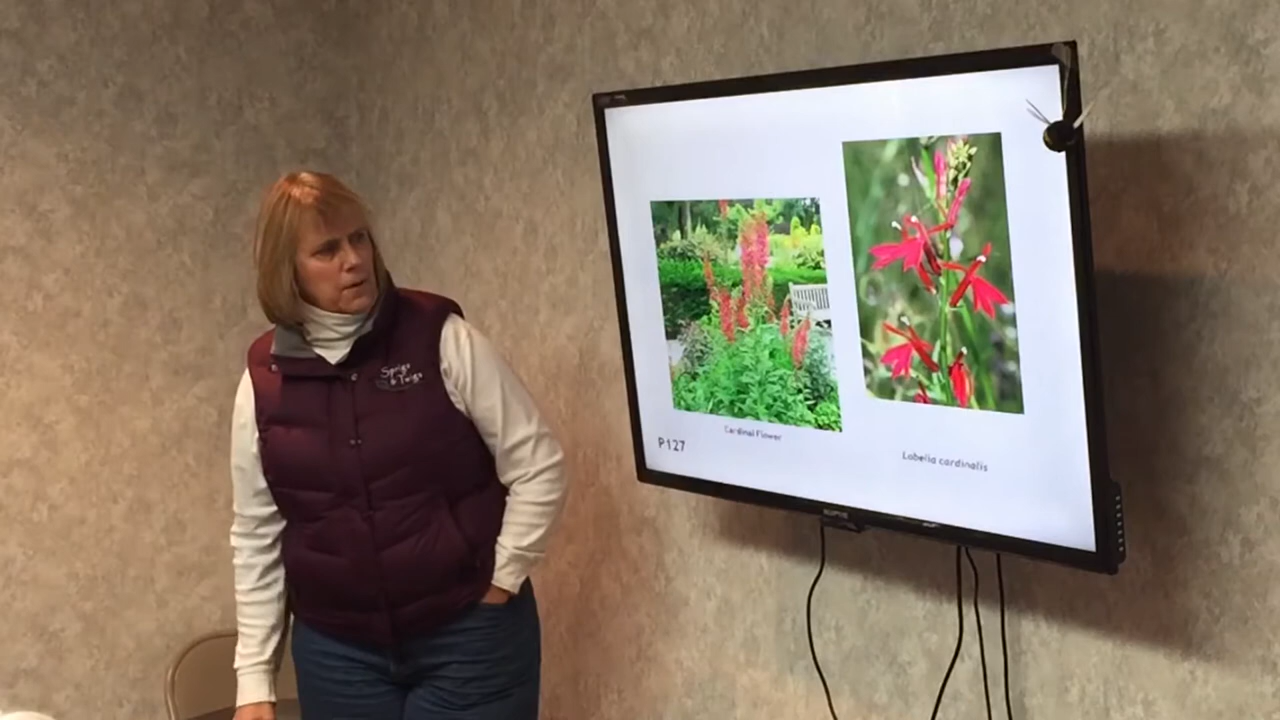 Sprigs
& Twigs
P127
Cardinal Flower
Lobelia cardinalis